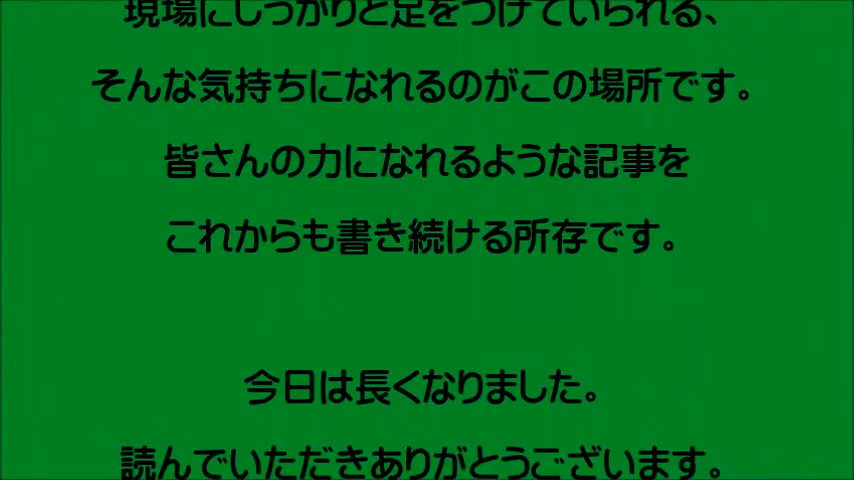 現場にしっかりと足をつけていられる、
そんな気持ちになれるのがこの場所です。
皆さんの力になれるような記事を
これからも書き続ける所存です。
今日は長くなりました。
読んでいただきありがとうございます。